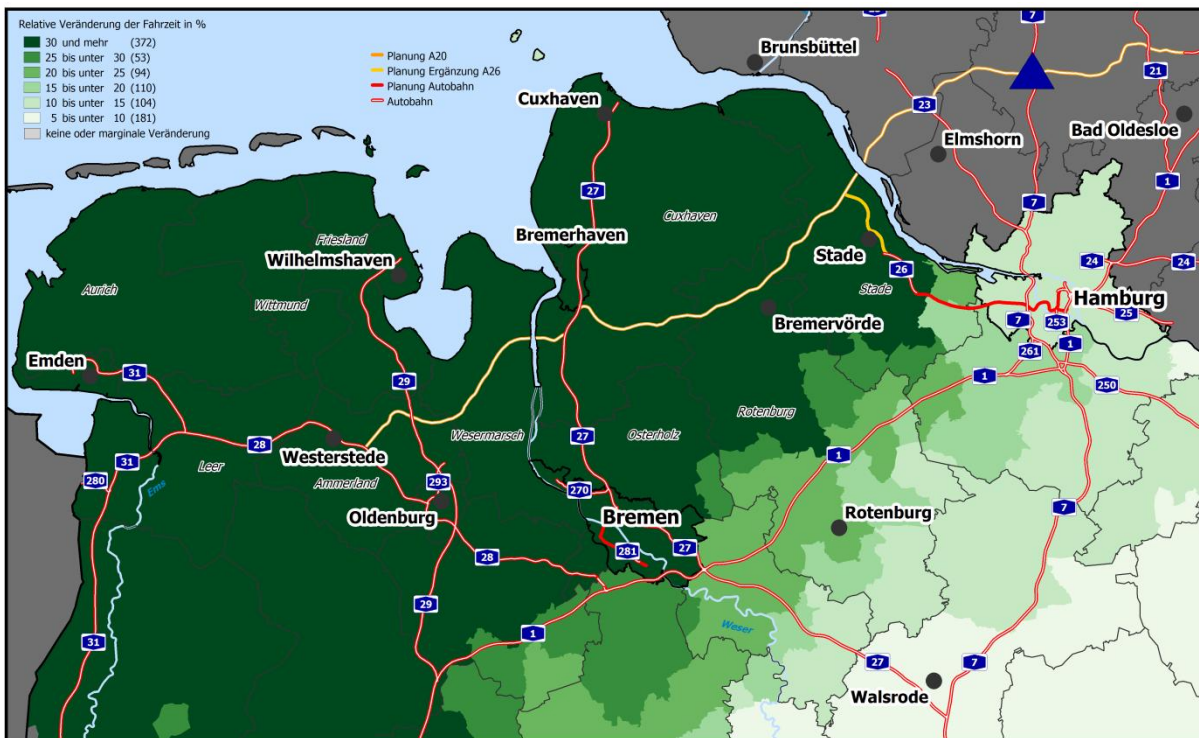 Relative Veränderung der Fahrzeit in %
30 und mehr (372)
25 bis unter 30 (53)
20 bis unter 25 (94)
15 bis unter 20 (110)
10 bis unter 15 (104)
5 bis unter 10 (181)
keine oder marginale Veränderung
Planung A20
Planung Ergänzung A26
Planung Autobahn
Autobahn
7
Brunsbüttel
21
Cuxhaven
23
Bad Oldesloe
Elmshorn
1
27
7
Cuxhaven
Bremerhaven
Friesland
Wilhelmshaven
Stade
24
24
26
Aurich
Wittmund
Stade
Hamburg
Bremervörde
7
253
25
Emden
31
1
261
29
1
250
Rotenburg
Wesermarsch
Osterholz
27
28
Westerstede
1
31
Leer
280
Ems
Ammerland
293
270
Oldenburg
Bremen
7
Rotenburg
281
27
28
29
Weser
1
31
27
7
Walsrode